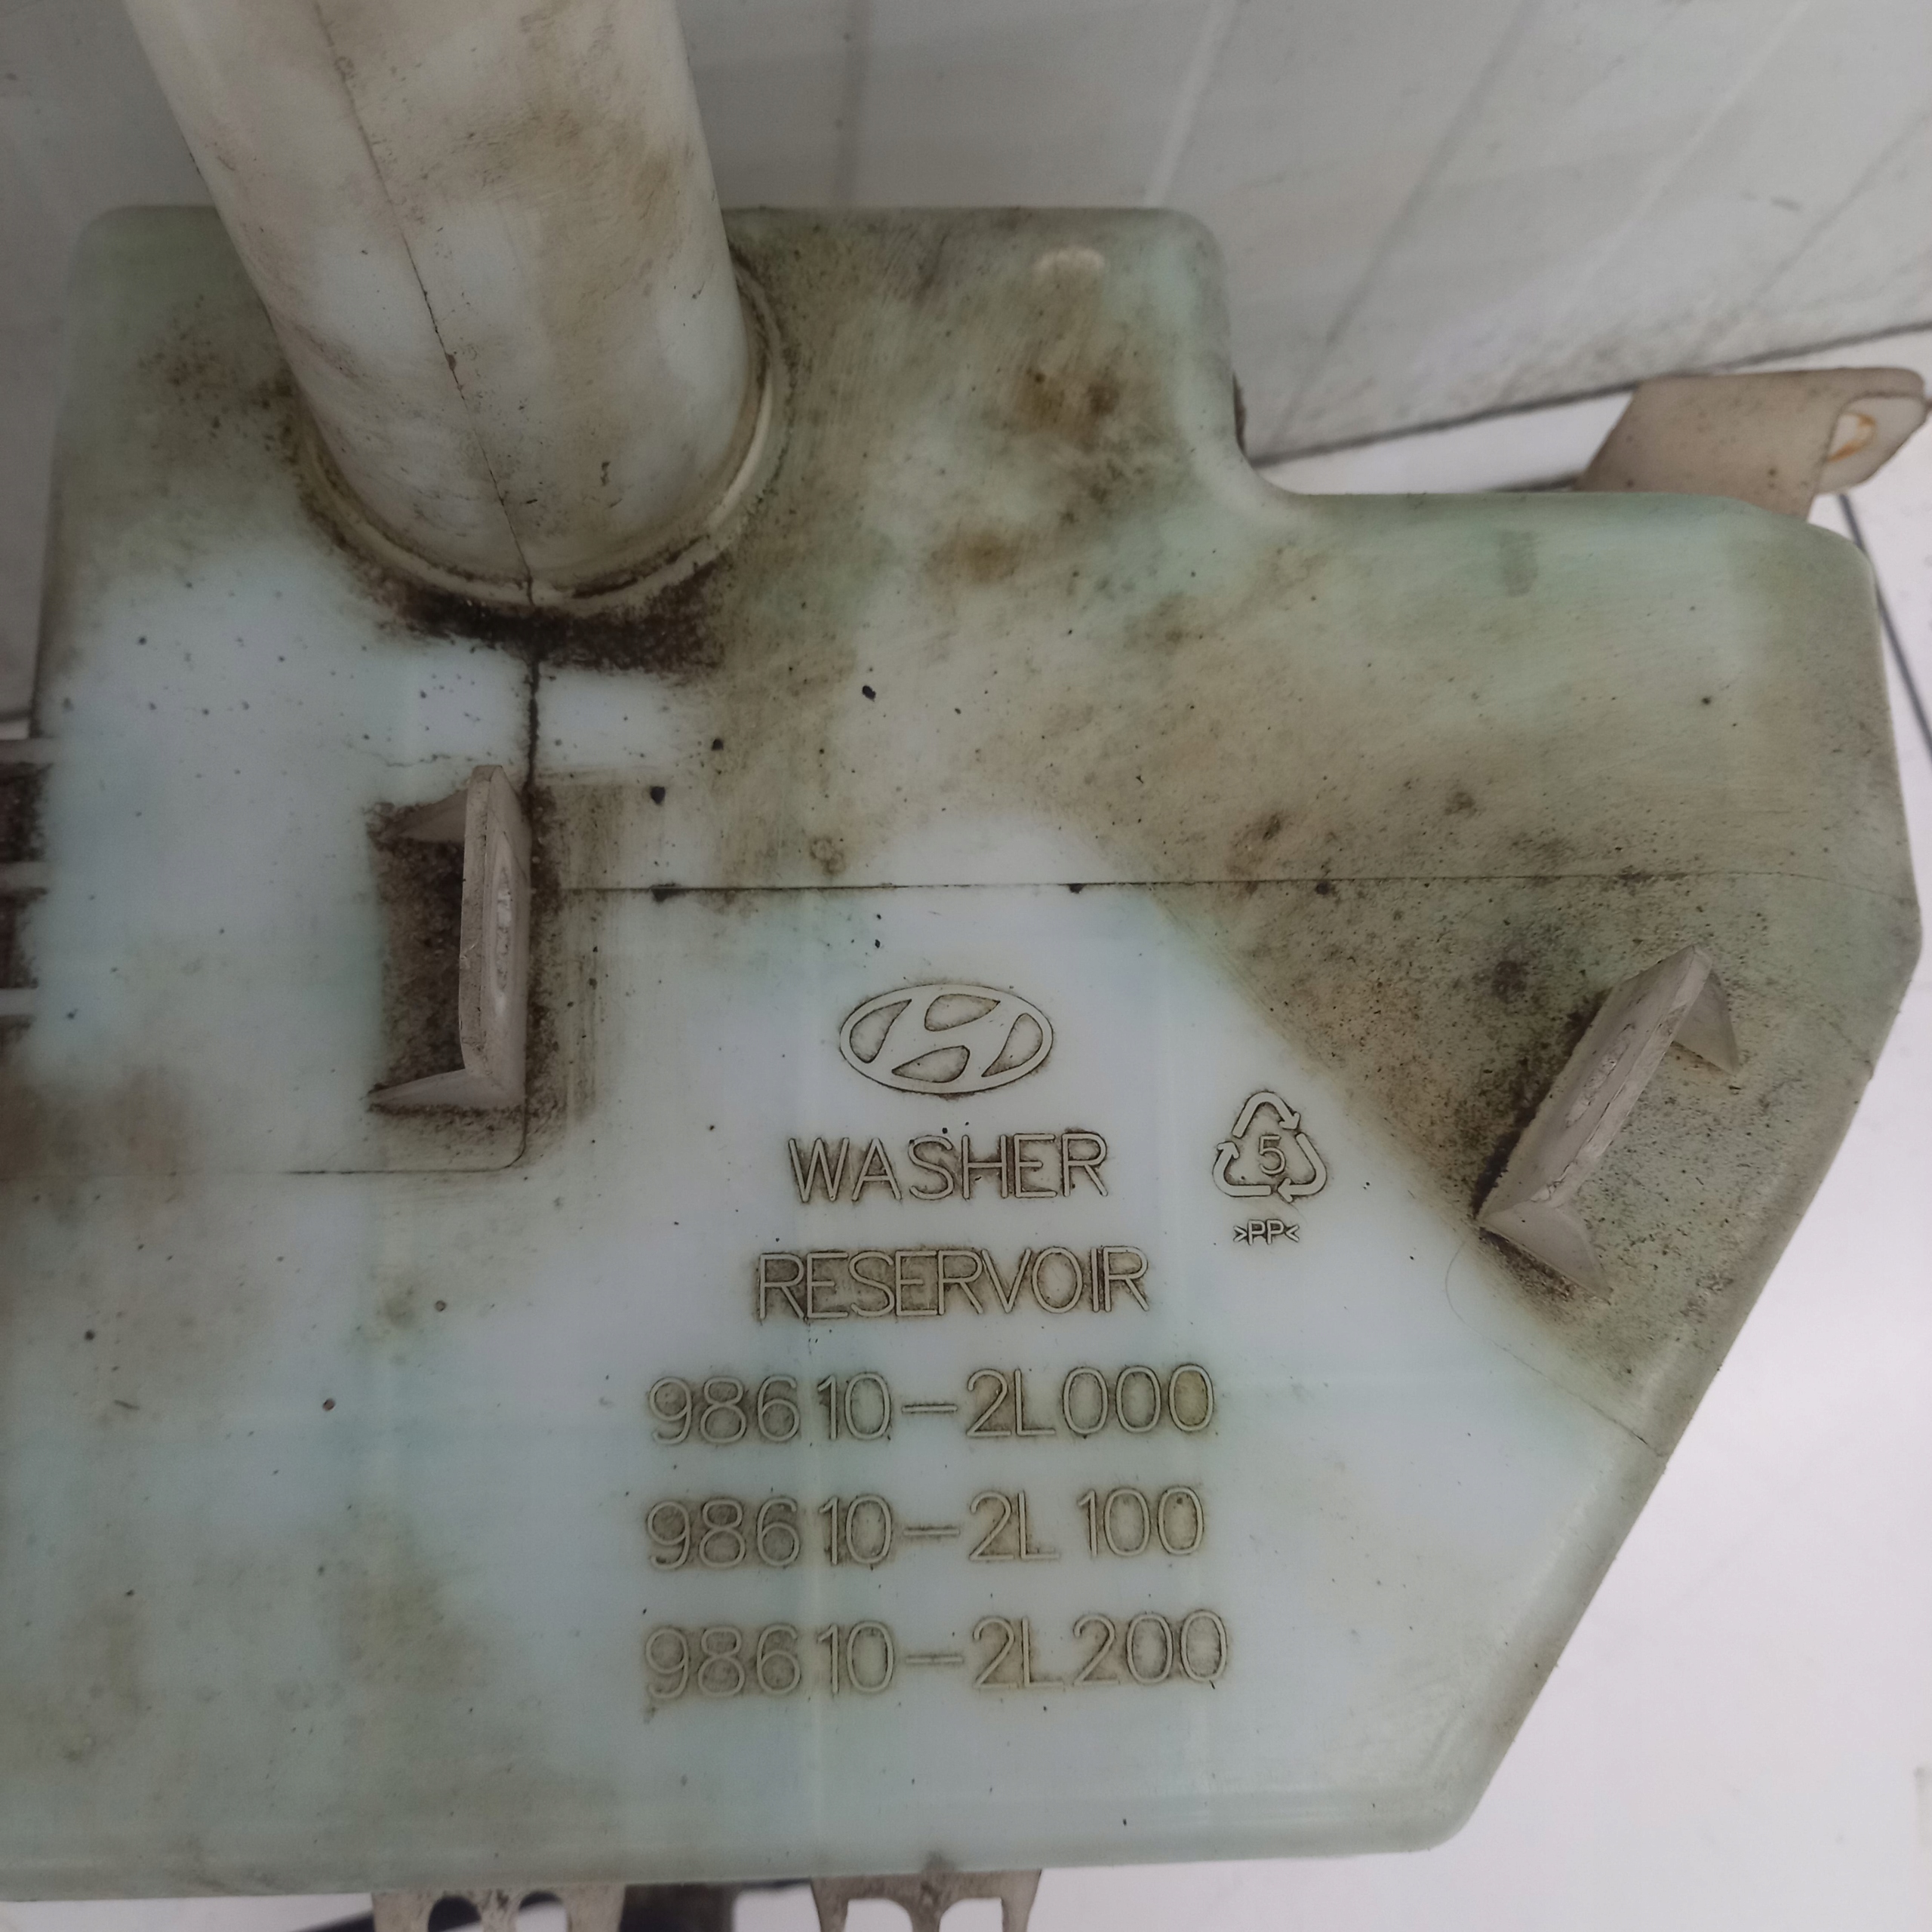 WASHER
5
>PP<
RESERVOIR
98610-2L000
98610-2L100
98610-2L200